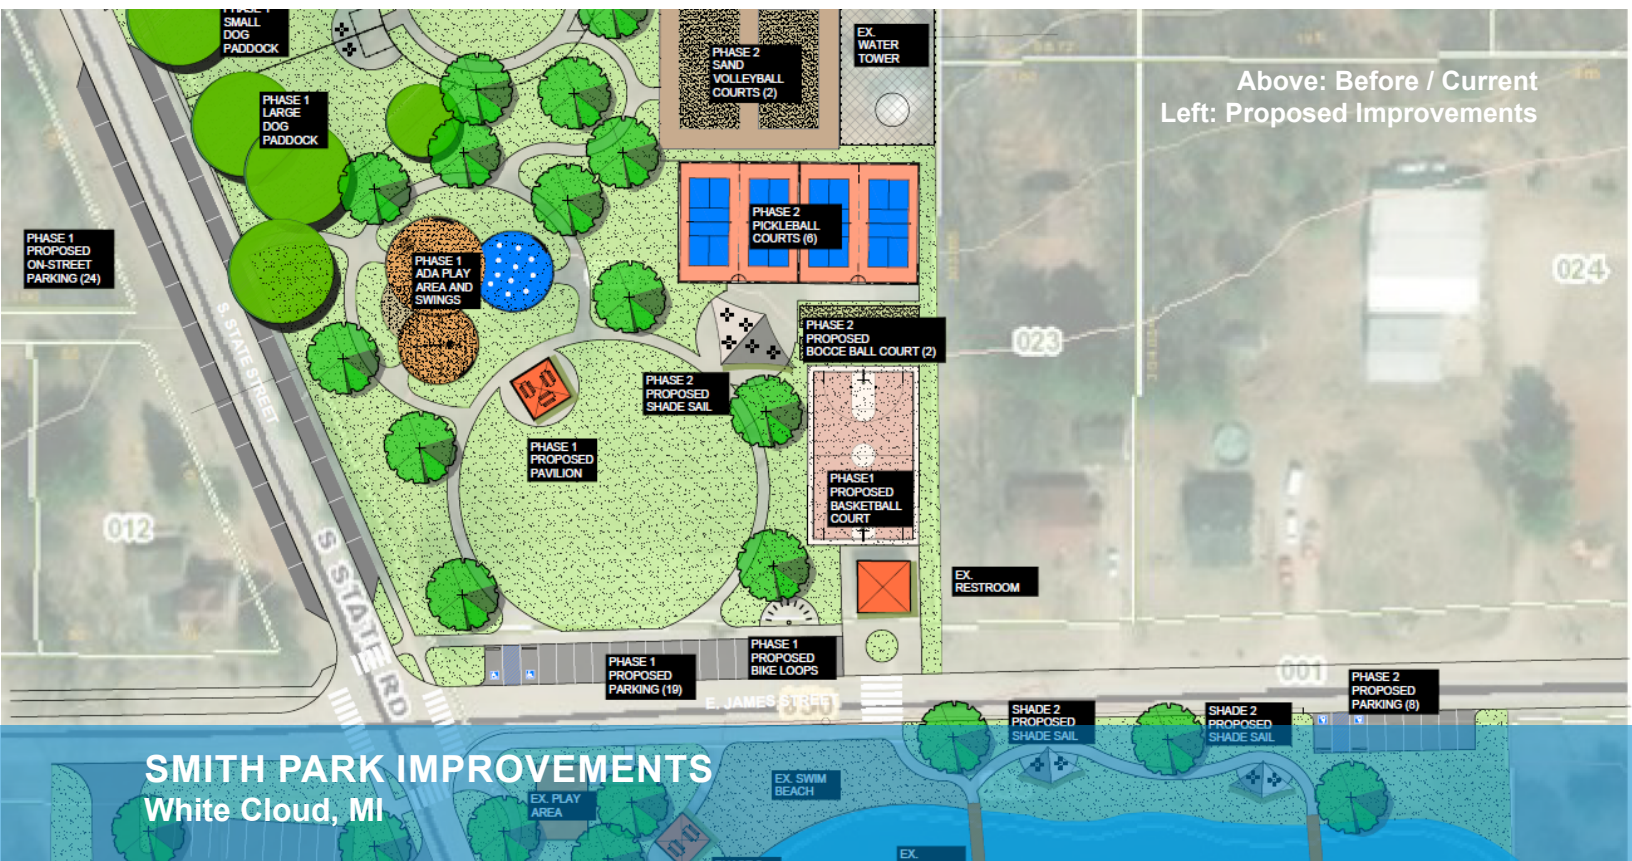 PHASE 1
SMALL
DOG
PADDOCK
EX.
WATER
TOWER
PHASE 2
SAND
VOLLEYBALL
COURTS (2)
Above: Before / Current
Left: Proposed Improvements
PHASE 1
LARGE
DOG
PADDOCK
PHASE 2
PICKLEBALL
COURTS (6)
PHASE 1
PROPOSED
ON-STREET
PARKING (24)
PHASE 1
ADA PLAY
AREA AND
SWINGS
024
S. STATE STREET
PHASE 2
PROPOSED
BOCCE BALL COURT (2)
023
PHASE 2
PROPOSED
SHADE SAIL
PHASE 1
PROPOSED
PAVILION
PHASE1
PROPOSED
BASKETBALL
COURT
012
S STATE RD
EX.
RESTROOM
PHASE 1
PROPOSED
BIKE LOOPS
PHASE 1
PROPOSED
PARKING (19)
001
PHASE 2
PROPOSED
PARKING (8)
E. JAMES STREET
SHADE 2
PROPOSED
SHADE SAIL
SHADE 2
PROPOSED
SHADE SAIL
SMITH PARK IMPROVEMENTS
White Cloud, MI
EX. PLAY
AREA
EX. SWIM
BEACH
EX.